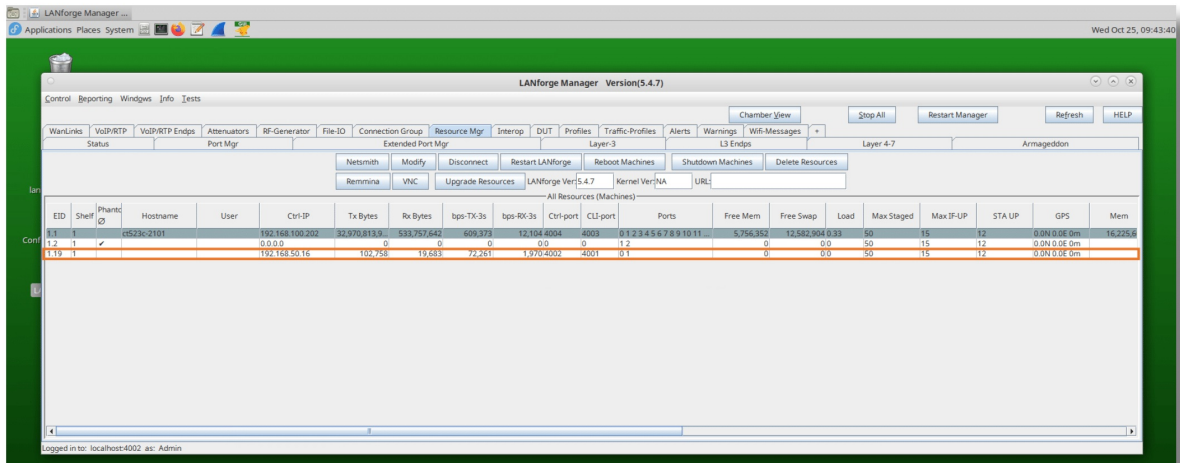 LANforge Manager ...
Applications Places System Wed Oct 25, 09:43:40
LANforge Manager Version(5.4.7)
Control Reporting Windows Info Tests
Chamber View Stop All Restart Manager Refresh HELP
WanLinks VoIP/RTP VoIP/RTP Endps Attenuators RF-Generator File-IO Connection Group Resource Mgr Interop DUT Profiles Traffic-Profiles Alerts Warnings Wifi-Messages +
Status Port Mgr Extended Port Mgr Layer-3 L3 Endps Layer 4-7 Armageddon
Netsmith Modify Disconnect Restart LANforge Reboot Machines Shutdown Machines Delete Resources
Remmina VNC Upgrade Resources LANforge Ver: 5.4.7 Kernel Ver: NA URL:
All Resources (Machines)
EID Shelf Phantom Ø Hostname User Ctrl-IP Tx Bytes Rx Bytes bps-TX-3s bps-RX-3s Ctrl-port CLI-port Ports Free Mem Free Swap Load Max Staged Max IF-UP STA UP GPS Mem
1.1 1 ct523c-2101 192.168.100.202 32,970,813,9... 533,757,642 609,373 12,104 4004 4003 0 1 2 3 4 5 6 7 8 9 10 11 ... 5,756,352 12,582,904 0.33 50 15 12 0.0N 0.0E 0m 16,225,6
1.2 1 ✔ 0.0.0.0 0 0 0 0 0 0 1 2 0 0 0 50 15 12 0.0N 0.0E 0m
1.19 1 192.168.50.16 102,758 19,683 72,261 1,970 4002 4001 0 1 0 0 0 50 15 12 0.0N 0.0E 0m
lan
Conf
Logged in to: localhost:4002 as: Admin